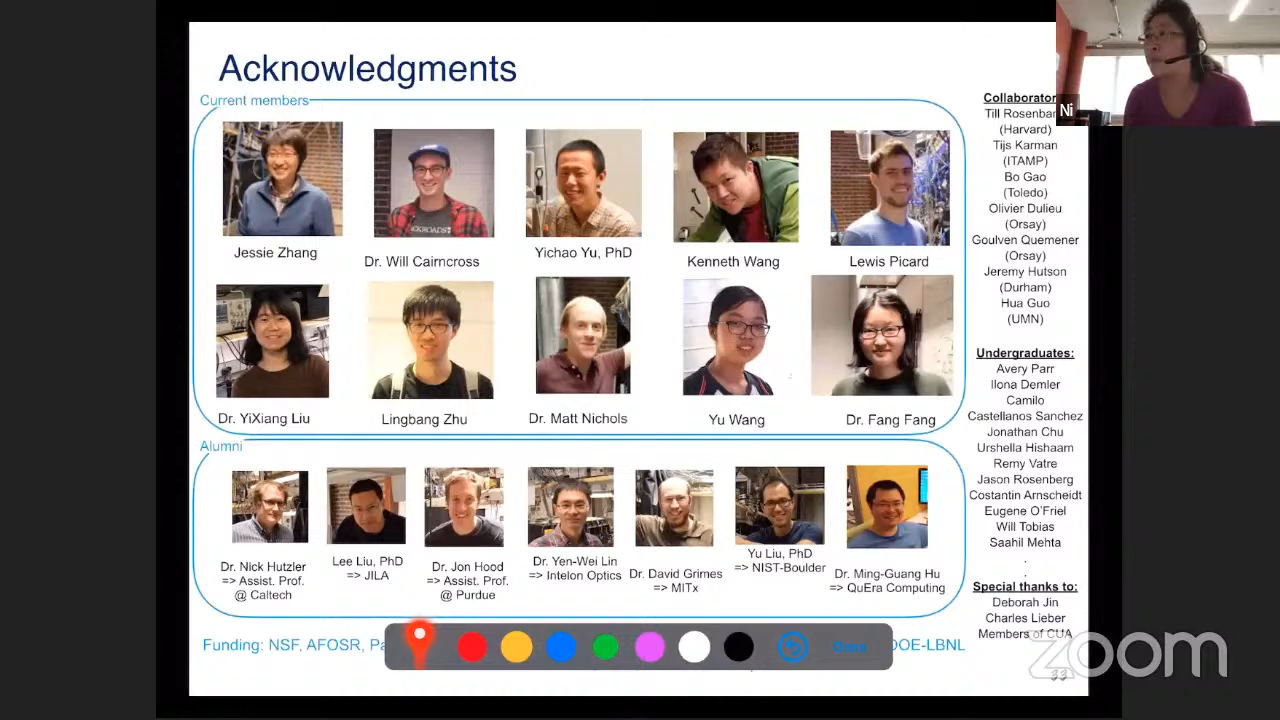 Acknowledgments
Current members
Jessie Zhang
Dr. Will Cairncross
Yichao Yu, PhD
Kenneth Wang
Lewis Picard
Dr. YiXiang Liu
Lingbang Zhu
Dr. Matt Nichols
Yu Wang
Dr. Fang Fang
Alumni
Dr. Nick Hutzler
=> Assist. Prof.
@ Caltech
Lee Liu, PhD
=> JILA
Dr. Jon Hood
=> Assist. Prof.
@ Purdue
Dr. Yen-Wei Lin
=> Intelon Optics
Dr. David Grimes
=> MITx
Yu Liu, PhD
=> NIST-Boulder
Dr. Ming-Guang Hu
=> QuEra Computing
Funding: NSF, AFOSR,
DOE-LBNL
Till
(Harvard)
Tijs Karman
(ITAMP)
Bo Gao
(Toledo)
Olivier Dulieu
(Orsay)
Goulven Quemener
(Orsay)
Jeremy Hutson
(Durham)
Hua Guo
(UMN)
Undergraduates:
Avery Parr
Ilona Demler
Camilo
Castellanos Sanchez
Jonathan Chu
Urshella Hishaam
Remy Vatre
Jason Rosenberg
Costantin Arnscheidt
Eugene O'Friel
Will Tobias
Saahil Mehta
.
.
Special thanks to:
Deborah Jin
Charles Lieber
Members of CUA
33
Ni
Done
zoom